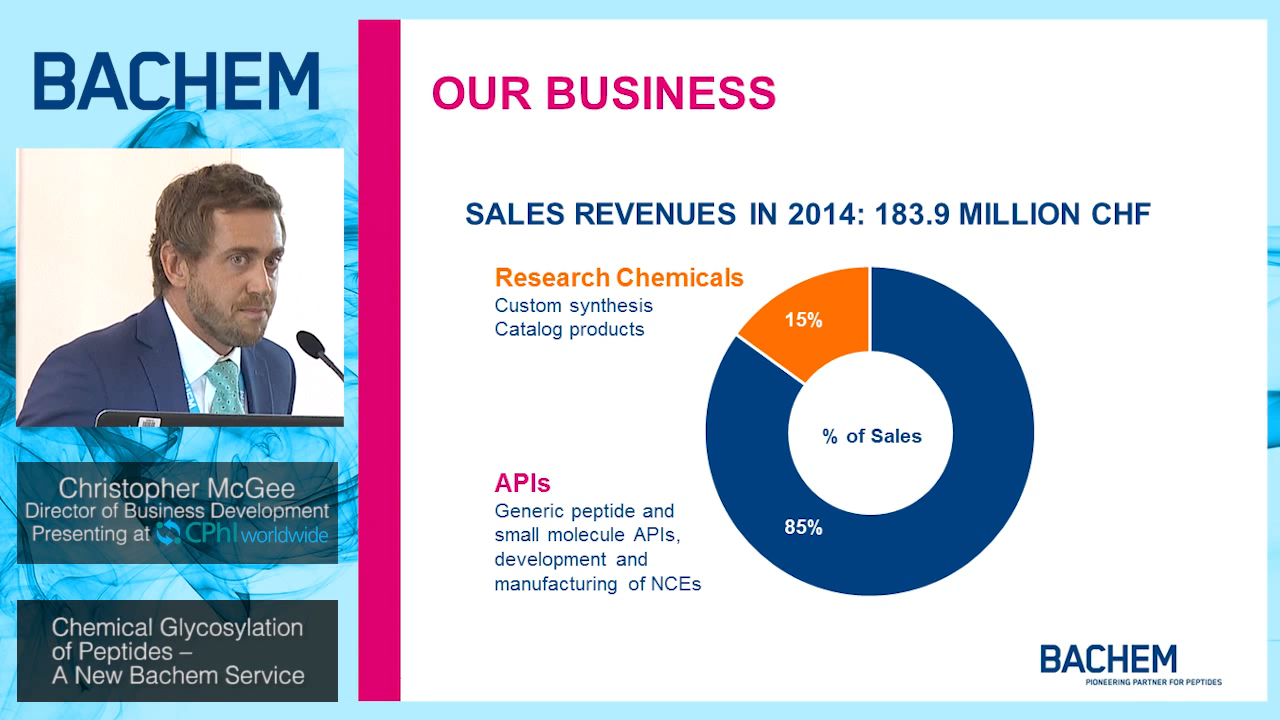 BACHEM
Christopher McGee
Director of Business Development
Presenting at CPhI worldwide
Chemical Glycosylation
of Peptides –
A New Bachem Service
OUR BUSINESS
SALES REVENUES IN 2014: 183.9 MILLION CHF
Research Chemicals
Custom synthesis
Catalog products
15%
% of Sales
APIs
Generic peptide and
small molecule APIs,
development and
manufacturing of NCEs
85%
BACHEM
PIONEERING PARTNER FOR PEPTIDES